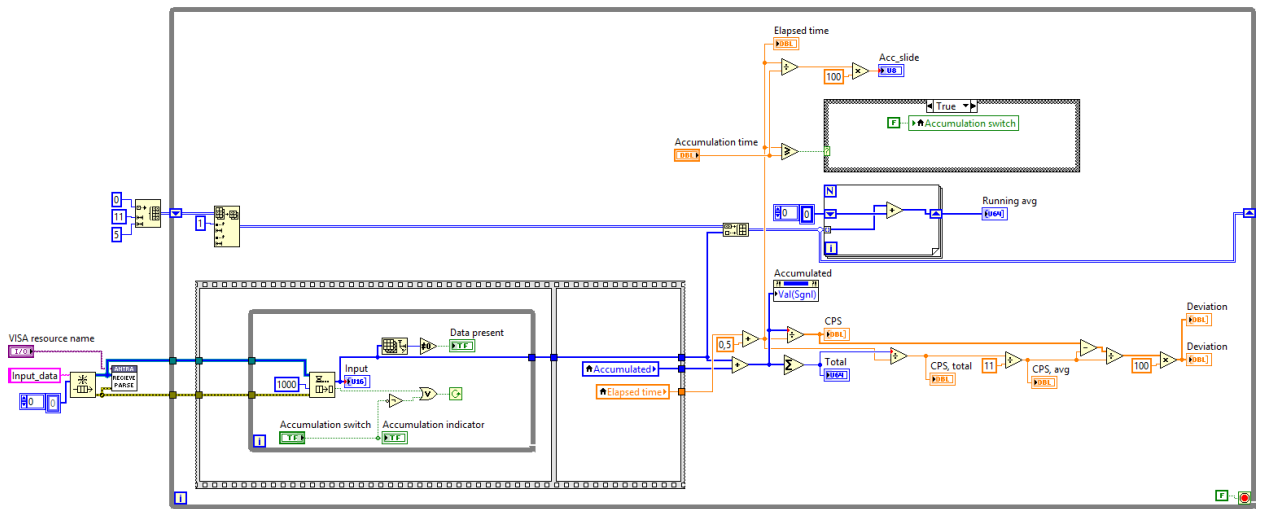 Elapsed time
DBL
Acc_slide
100
U8
True
F
Accumulation switch
Accumulation time
DBL
0
11
5
1
N
0
0
i
Running avg
U64
Accumulated
Val(Sgnl)
CPS
DBL
0,5
Total
U64
CPS, total
DBL
11
CPS, avg
DBL
100
Deviation
DBL
Deviation
DBL
VISA resource name
I/O
Input_data
0
0
ANTRA
RECIEVE
PARSE
Data present
TF
1000
Input
U16
Accumulation switch
TF
Accumulation indicator
TF
i
Accumulated
Elapsed time
i
F